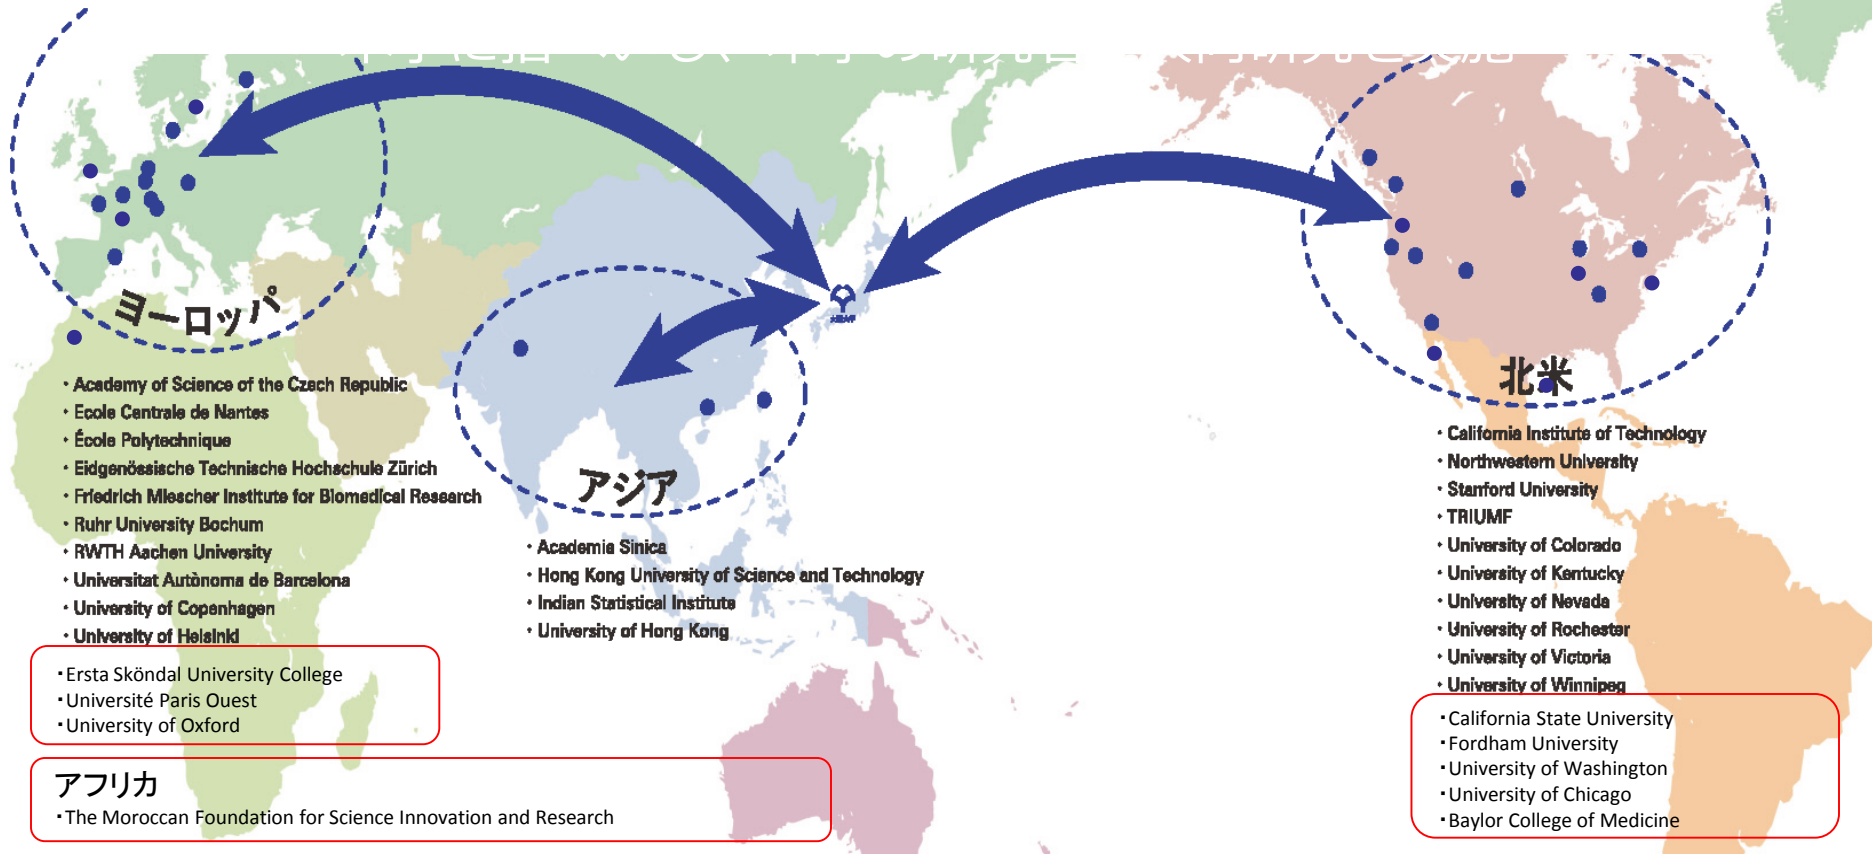 ヨーロッパ
・Academy of Science of the Czech Republic
・Ecole Centrale de Nantes
・École Polytechnique
・Eidgenössische Technische Hochschule Zürich
・Friedrich Miescher Institute for Biomedical Research
・Ruhr University Bochum
・RWTH Aachen University
・Universitat Autònoma de Barcelona
・University of Copenhagen
・University of Helsinki
・Ersta Sköndal University College
・Université Paris Ouest
・University of Oxford
アフリカ
・The Moroccan Foundation for Science Innovation and Research
アジア
・Academia Sinica
・Hong Kong University of Science and Technology
・Indian Statistical Institute
・University of Hong Kong
北米
・California Institute of Technology
・Northwestern University
・Stanford University
・TRIUMF
・University of Colorado
・University of Kentucky
・University of Nevada
・University of Rochester
・University of Victoria
・University of Winnipeg
・California State University
・Fordham University
・University of Washington
・University of Chicago
・Baylor College of Medicine